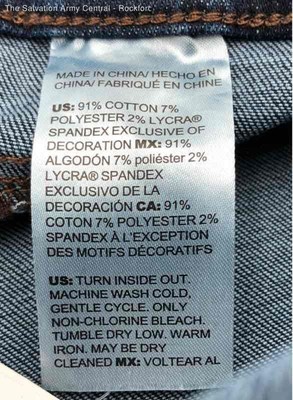 The Salvation Army Central - Rockfort
MADE IN CHINA/ HECHO EN
CHINA/ FABRIQUÉ EN CHINE
US: 91% COTTON 7%
POLYESTER 2% LYCRA®
SPANDEX EXCLUSIVE OF
DECORATION MX: 91%
ALGODÓN 7% poliéster 2%
LYCRA® SPANDEX
EXCLUSIVO DE LA
DECORACIÓN CA: 91%
COTON 7% POLYESTER 2%
SPANDEX À L'EXCEPTION
DES MOTIFS DÉCORATIFS
US: TURN INSIDE OUT.
MACHINE WASH COLD,
GENTLE CYCLE. ONLY
NON-CHLORINE BLEACH.
TUMBLE DRY LOW. WARM
IRON. MAY BE DRY
CLEANED MX: VOLTEAR AL